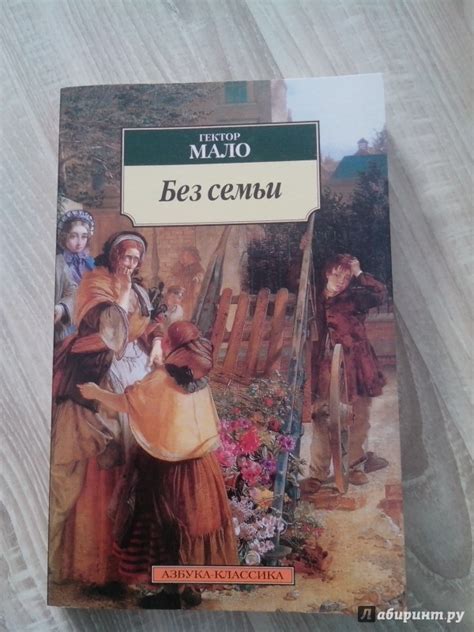 ГЕКТОР
МАЛО
Без семьи
АЗБУКА-КЛАССИКА
Лабиринт.ру